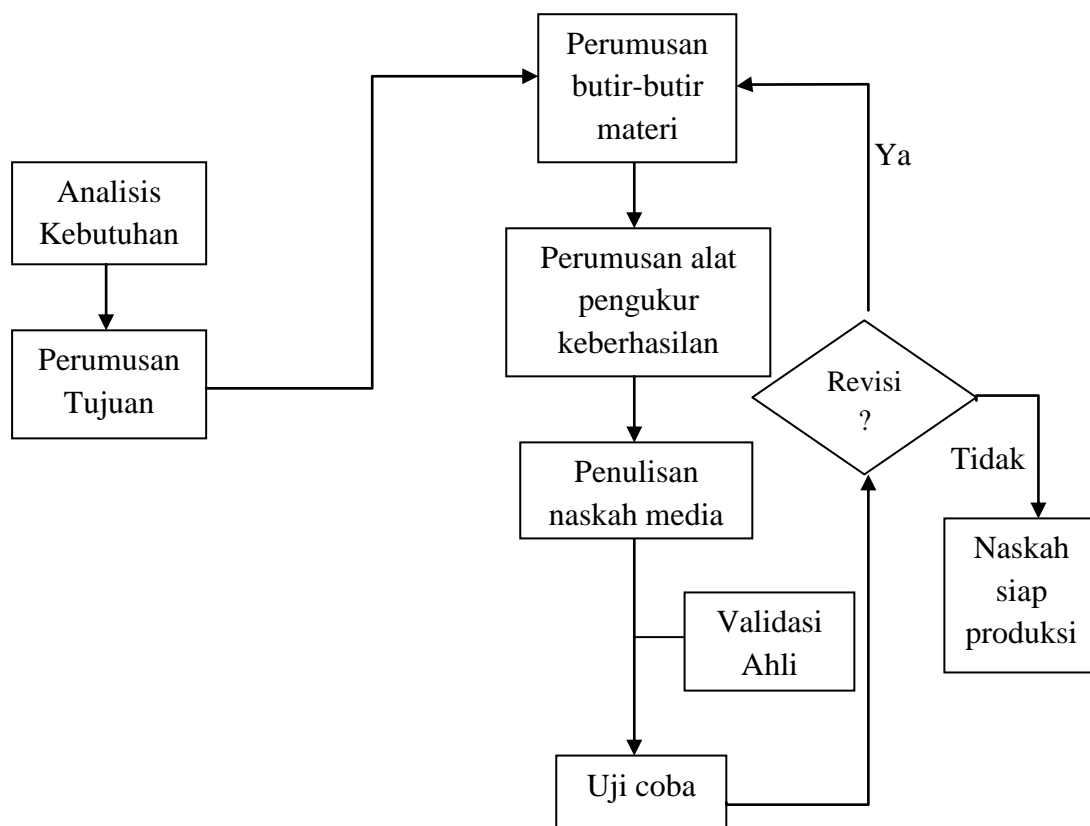 Analisis
Kebutuhan
Perumusan
Tujuan
Perumusan
butir-butir
materi
Perumusan alat
pengukur
keberhasilan
Penulisan
naskah media
Validasi
Ahli
Uji coba
Revisi
?
Ya
Tidak
Naskah
siap
produksi